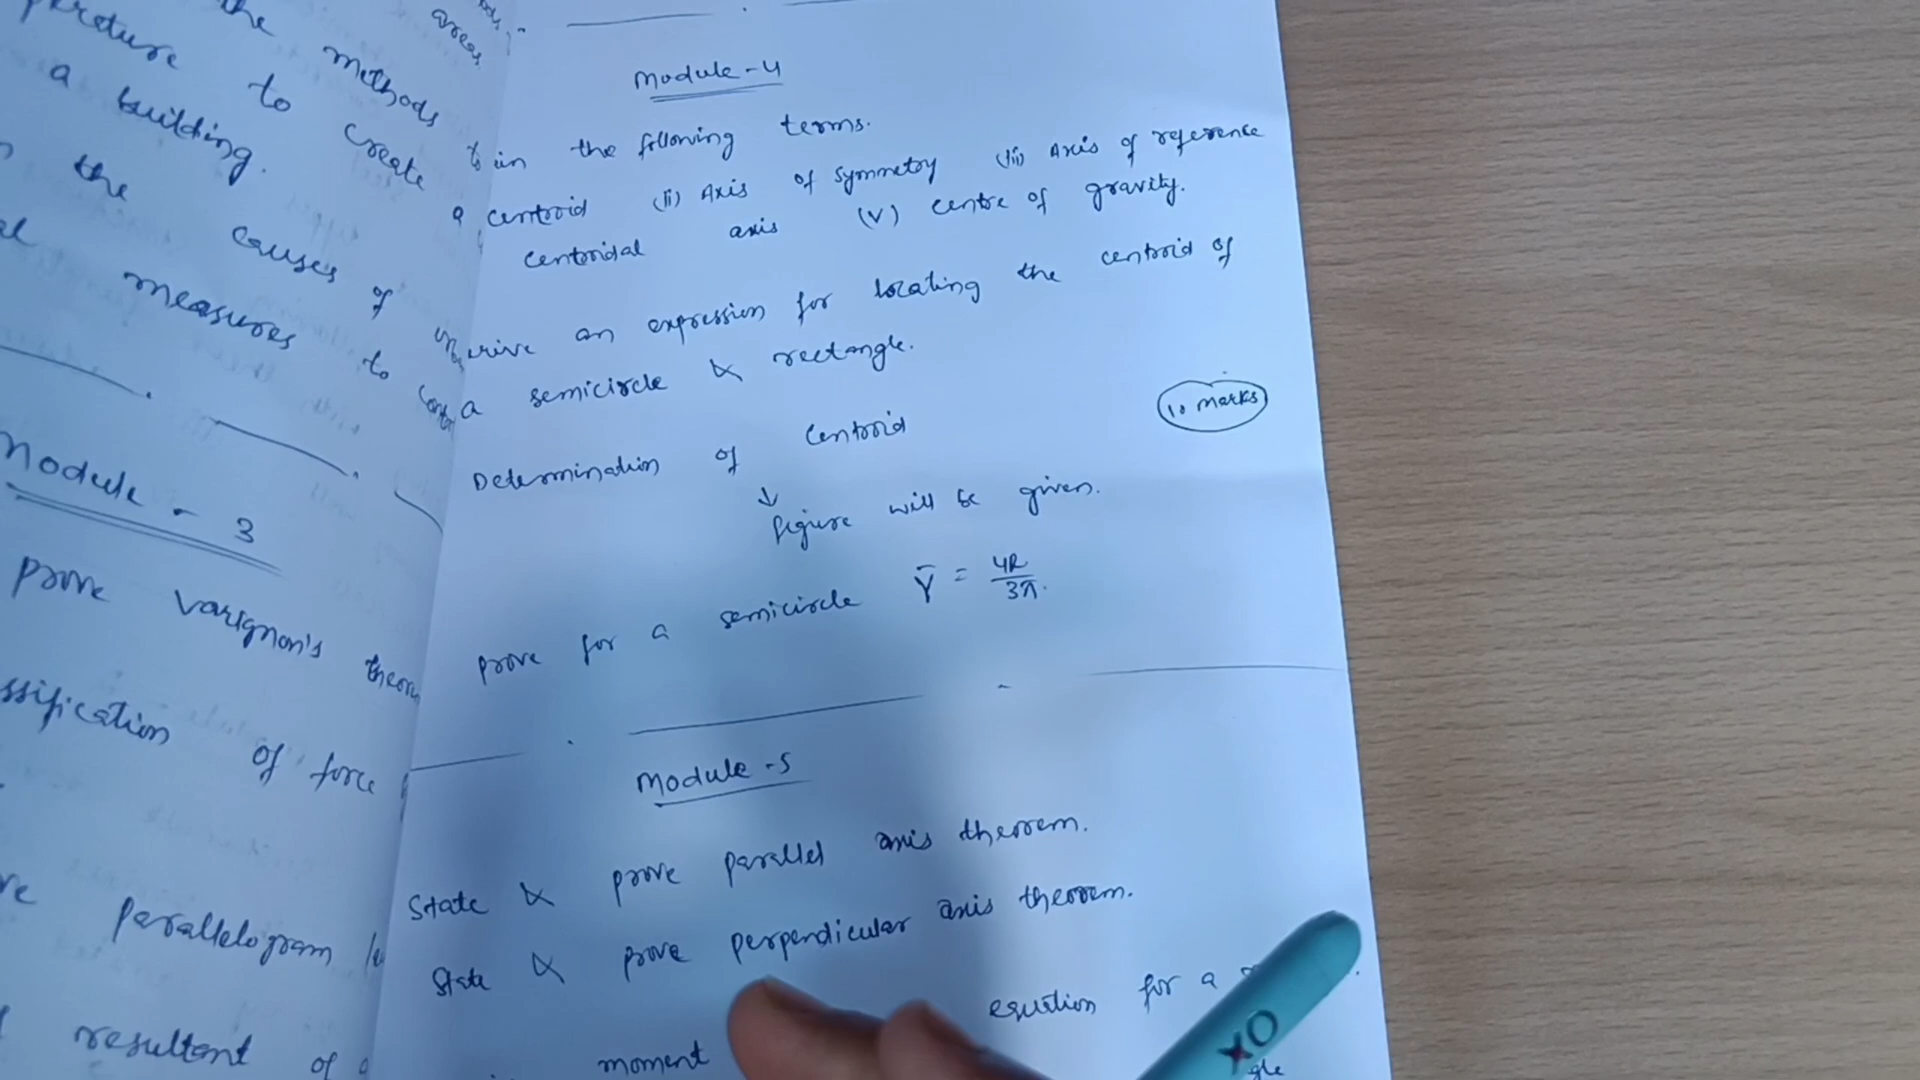 the methods
areas
to create
a building.
the causes of
measures to
Module - 3
prove varignon's
of force
parallelogram
resultant of
Module-4
in the following terms.
centroid (ii) Axis of symmetry (iii) Axis of reference
centroidal axis (v) centre of gravity.
an expression for locating the centroid of
a semicircle & rectangle.
10 marks
Determination of centroid
↓
figure will be given.
prove for a semicircle Ȳ = 4R/3π.
Module-5
State & prove parallel axis theorem.
State & prove perpendicular axis theorem.
moment equation for a
XO